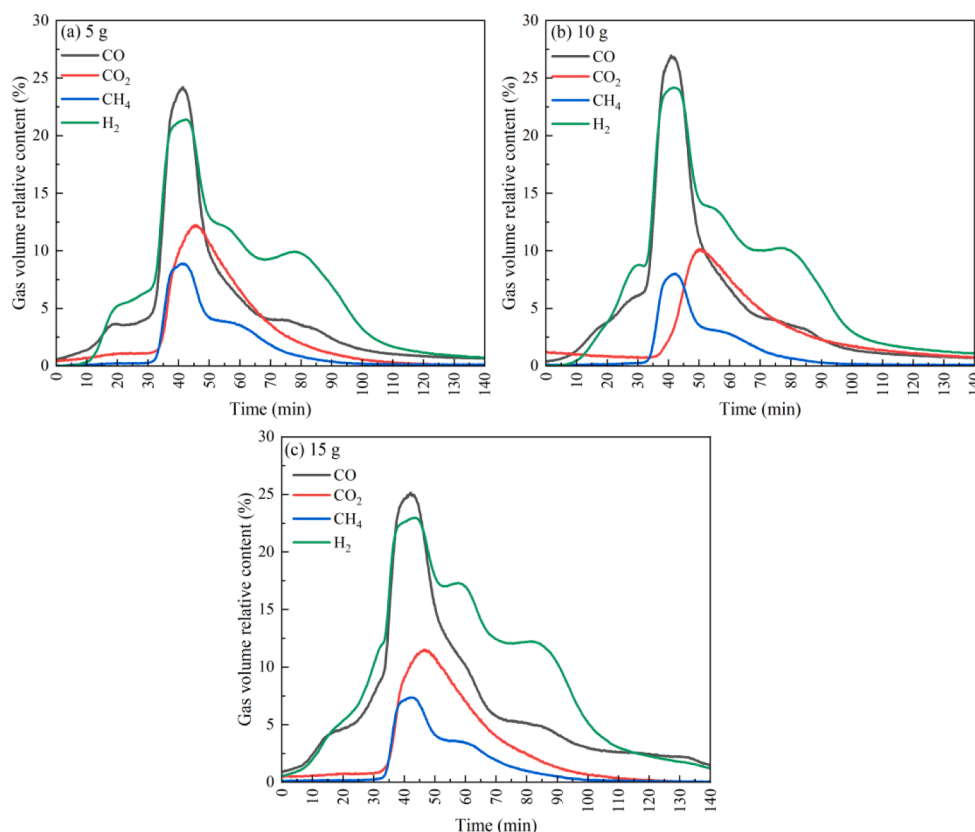 (a) 5 g
CO
CO₂
CH₄
H₂
Gas volume relative content (%)
30
25
20
15
10
5
0
0 10 20 30 40 50 60 70 80 90 100 110 120 130 140
Time (min)
(b) 10 g
CO
CO₂
CH₄
H₂
Gas volume relative content (%)
30
25
20
15
10
5
0
0 10 20 30 40 50 60 70 80 90 100 110 120 130 140
Time (min)
(c) 15 g
CO
CO₂
CH₄
H₂
Gas volume relative content (%)
30
25
20
15
10
5
0
0 10 20 30 40 50 60 70 80 90 100 110 120 130 140
Time (min)